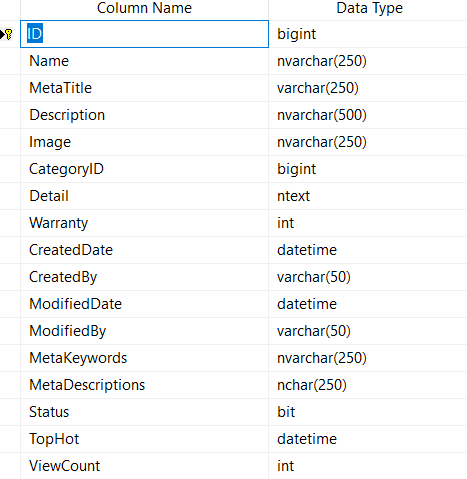 Column Name Data Type
ID bigint
Name nvarchar(250)
MetaTitle varchar(250)
Description nvarchar(500)
Image nvarchar(250)
CategoryID bigint
Detail ntext
Warranty int
CreatedDate datetime
CreatedBy varchar(50)
ModifiedDate datetime
ModifiedBy varchar(50)
MetaKeywords nvarchar(250)
MetaDescriptions nchar(250)
Status bit
TopHot datetime
ViewCount int